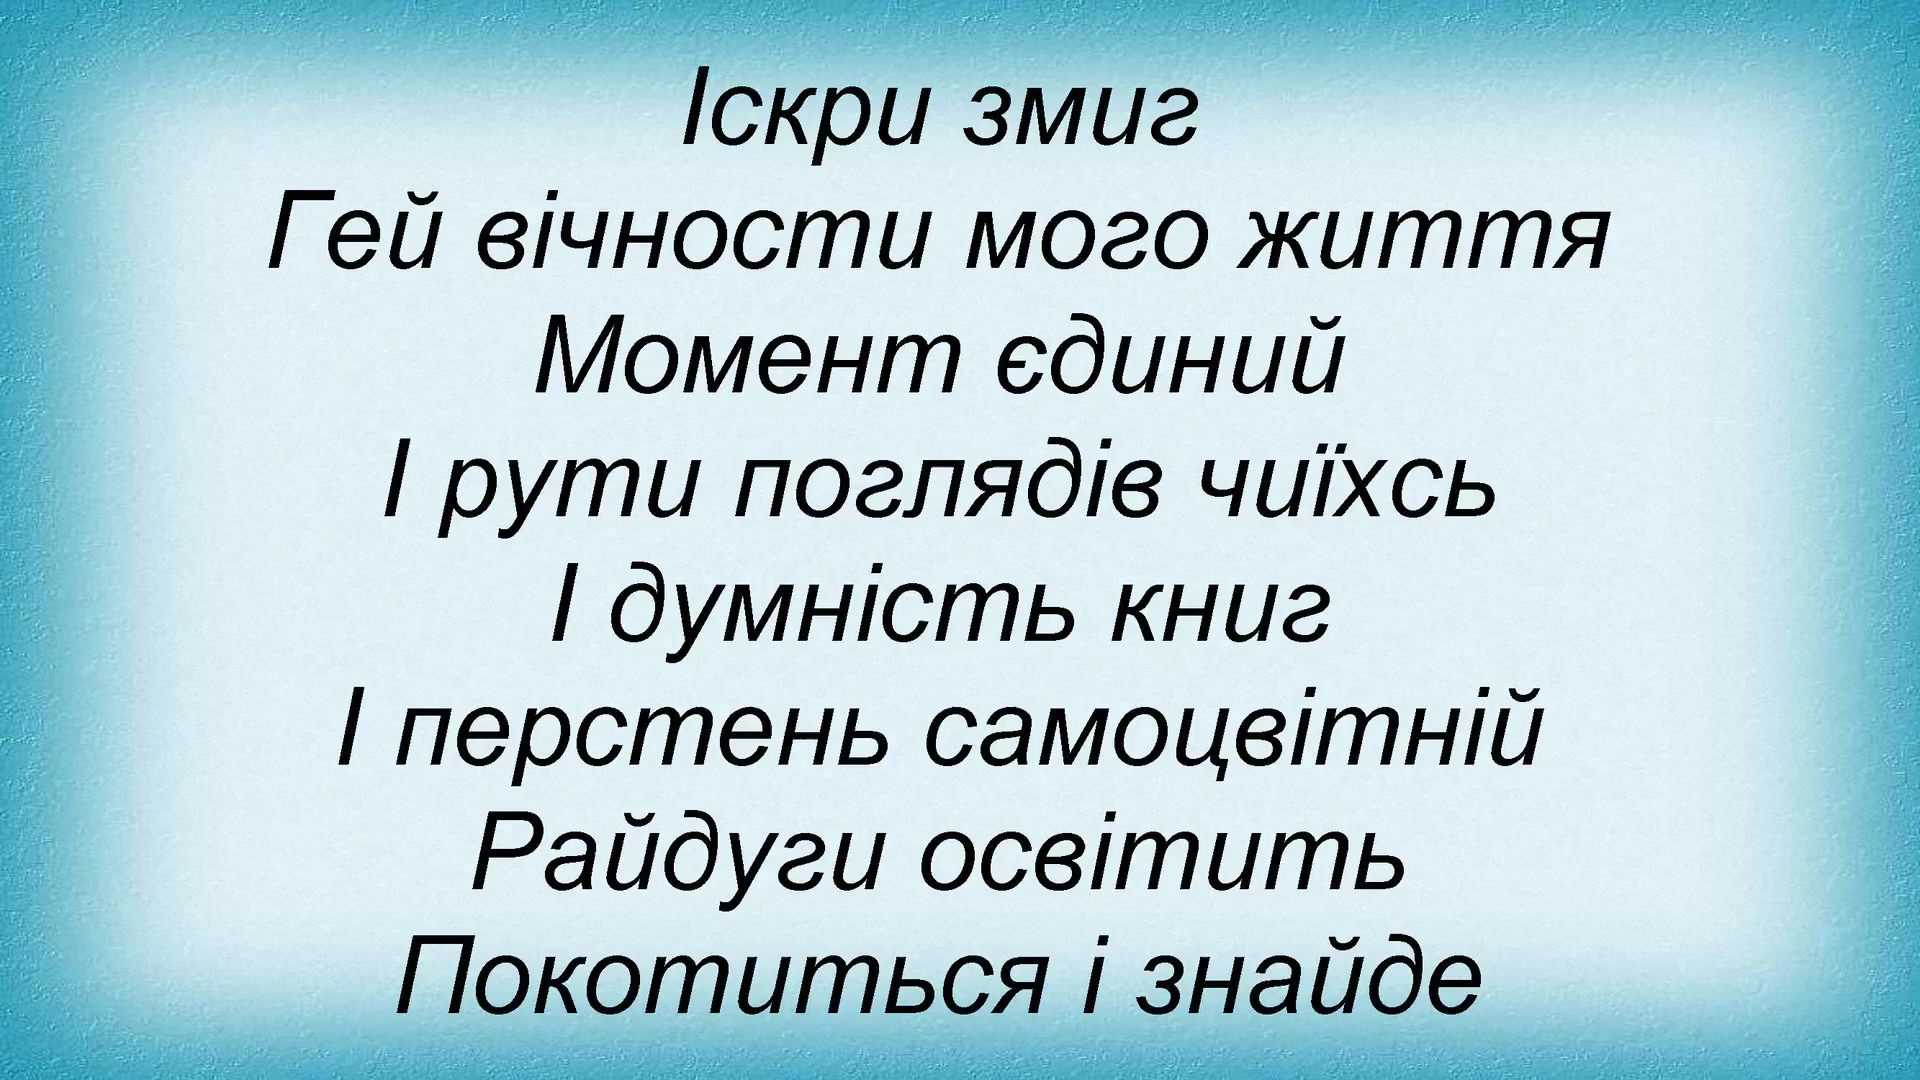 Іскри змиг
Гей вічности мого життя
Момент єдиний
І рути поглядів чиїхсь
І думність книг
І перстень самоцвітній
Райдуги освітить
Покотиться і знайде